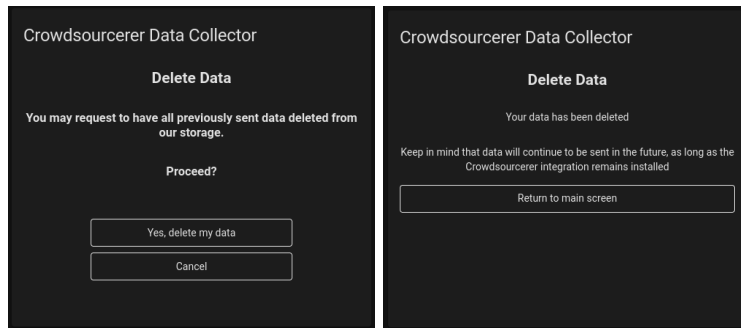 Crowdsourcerer Data Collector
Delete Data
You may request to have all previously sent data deleted from
our storage.
Proceed?
Yes, delete my data
Cancel
Crowdsourcerer Data Collector
Delete Data
Your data has been deleted
Keep in mind that data will continue to be sent in the future, as long as the
Crowdsourcerer integration remains installed
Return to main screen